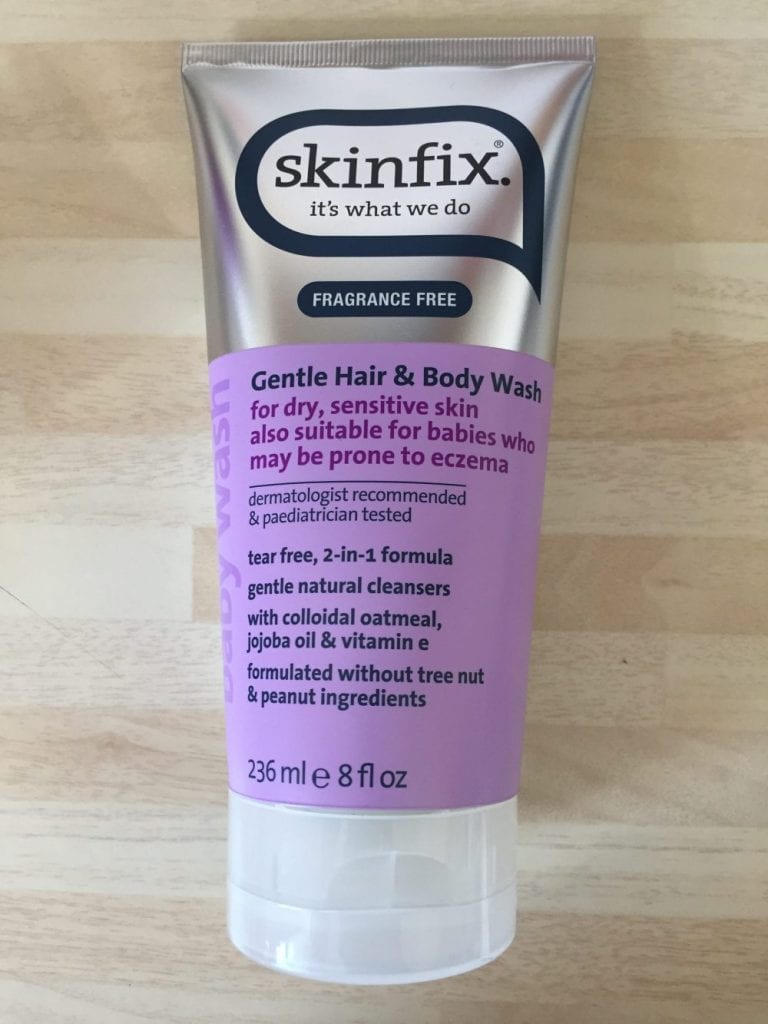 skinfix.®
it's what we do
FRAGRANCE FREE
baby wash
Gentle Hair & Body Wash
for dry, sensitive skin
also suitable for babies who
may be prone to eczema
dermatologist recommended
& paediatrician tested
tear free, 2-in-1 formula
gentle natural cleansers
with colloidal oatmeal,
jojoba oil & vitamin e
formulated without tree nut
& peanut ingredients
236 ml e 8 fl oz